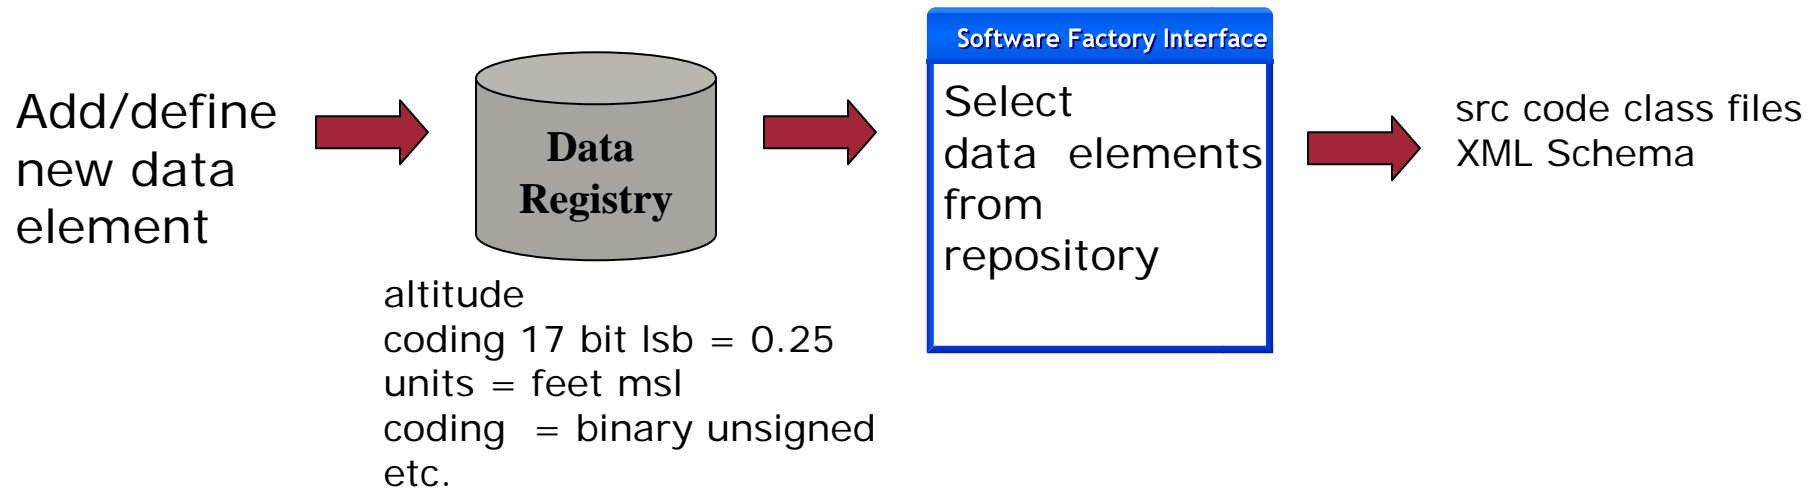 Add/define
new data
element
Data
Registry
altitude
coding 17 bit lsb = 0.25
units = feet msl
coding = binary unsigned
etc.
Software Factory Interface
Select
data elements
from
repository
src code class files
XML Schema